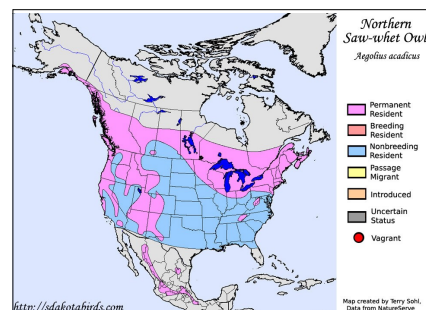 Northern
Saw-whet Owl
Aegolius acadicus
Permanent
Resident
Breeding
Resident
Nonbreeding
Resident
Passage
Migrant
Introduced
Uncertain
Status
Vagrant
http://sdakotabirds.com
Map created by Terry Sohl,
Data from NatureServe